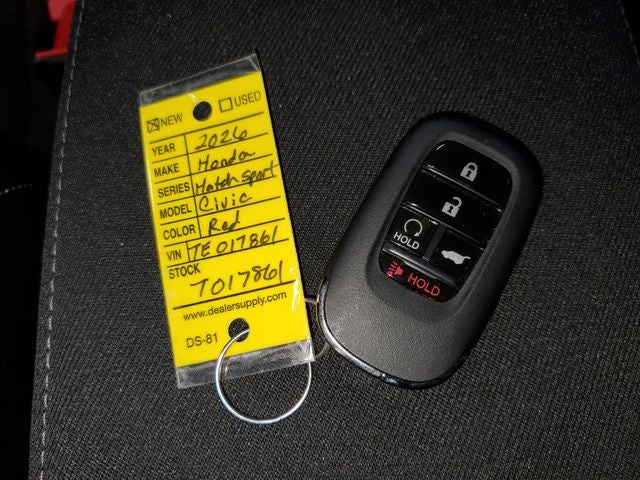 NEW USED
YEAR 2026
MAKE Honda
SERIES Hatch Sport
MODEL Civic
COLOR Red
VIN TE017861
STOCK
T017861
www.dealersupply.com
DS-81
HOLD
HOLD